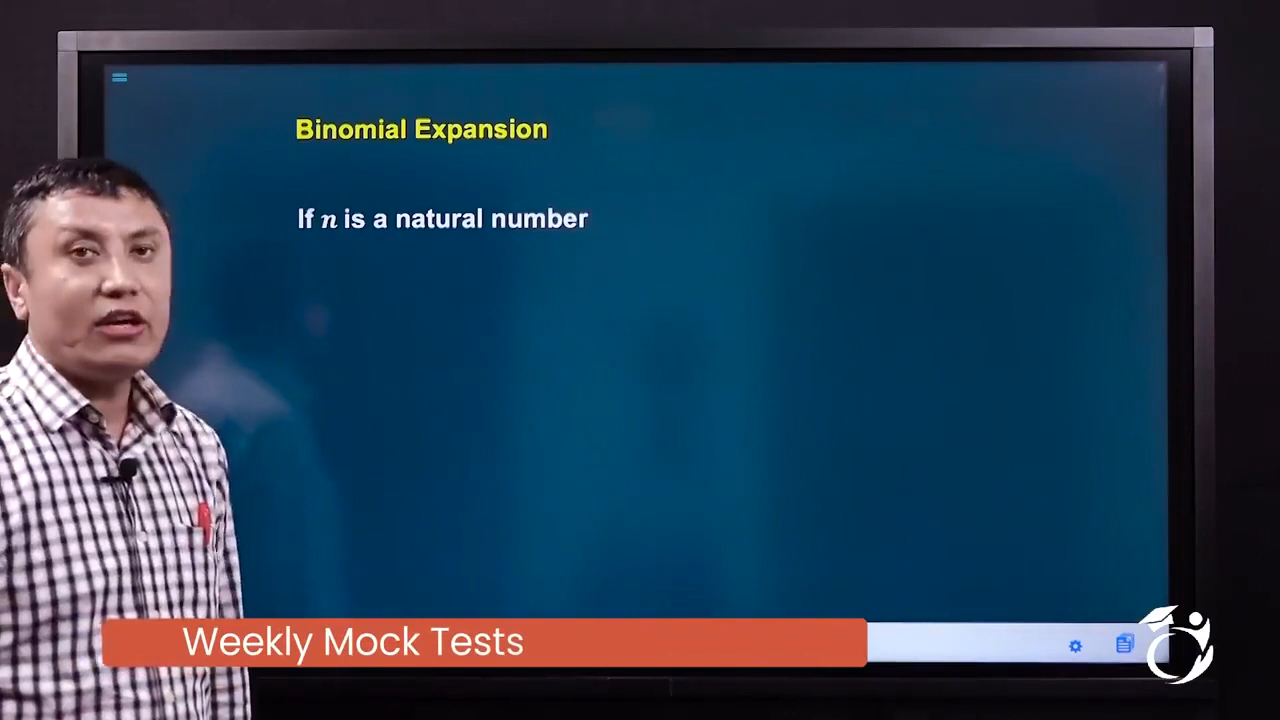 Binomial Expansion
If n is a natural number
Weekly Mock Tests